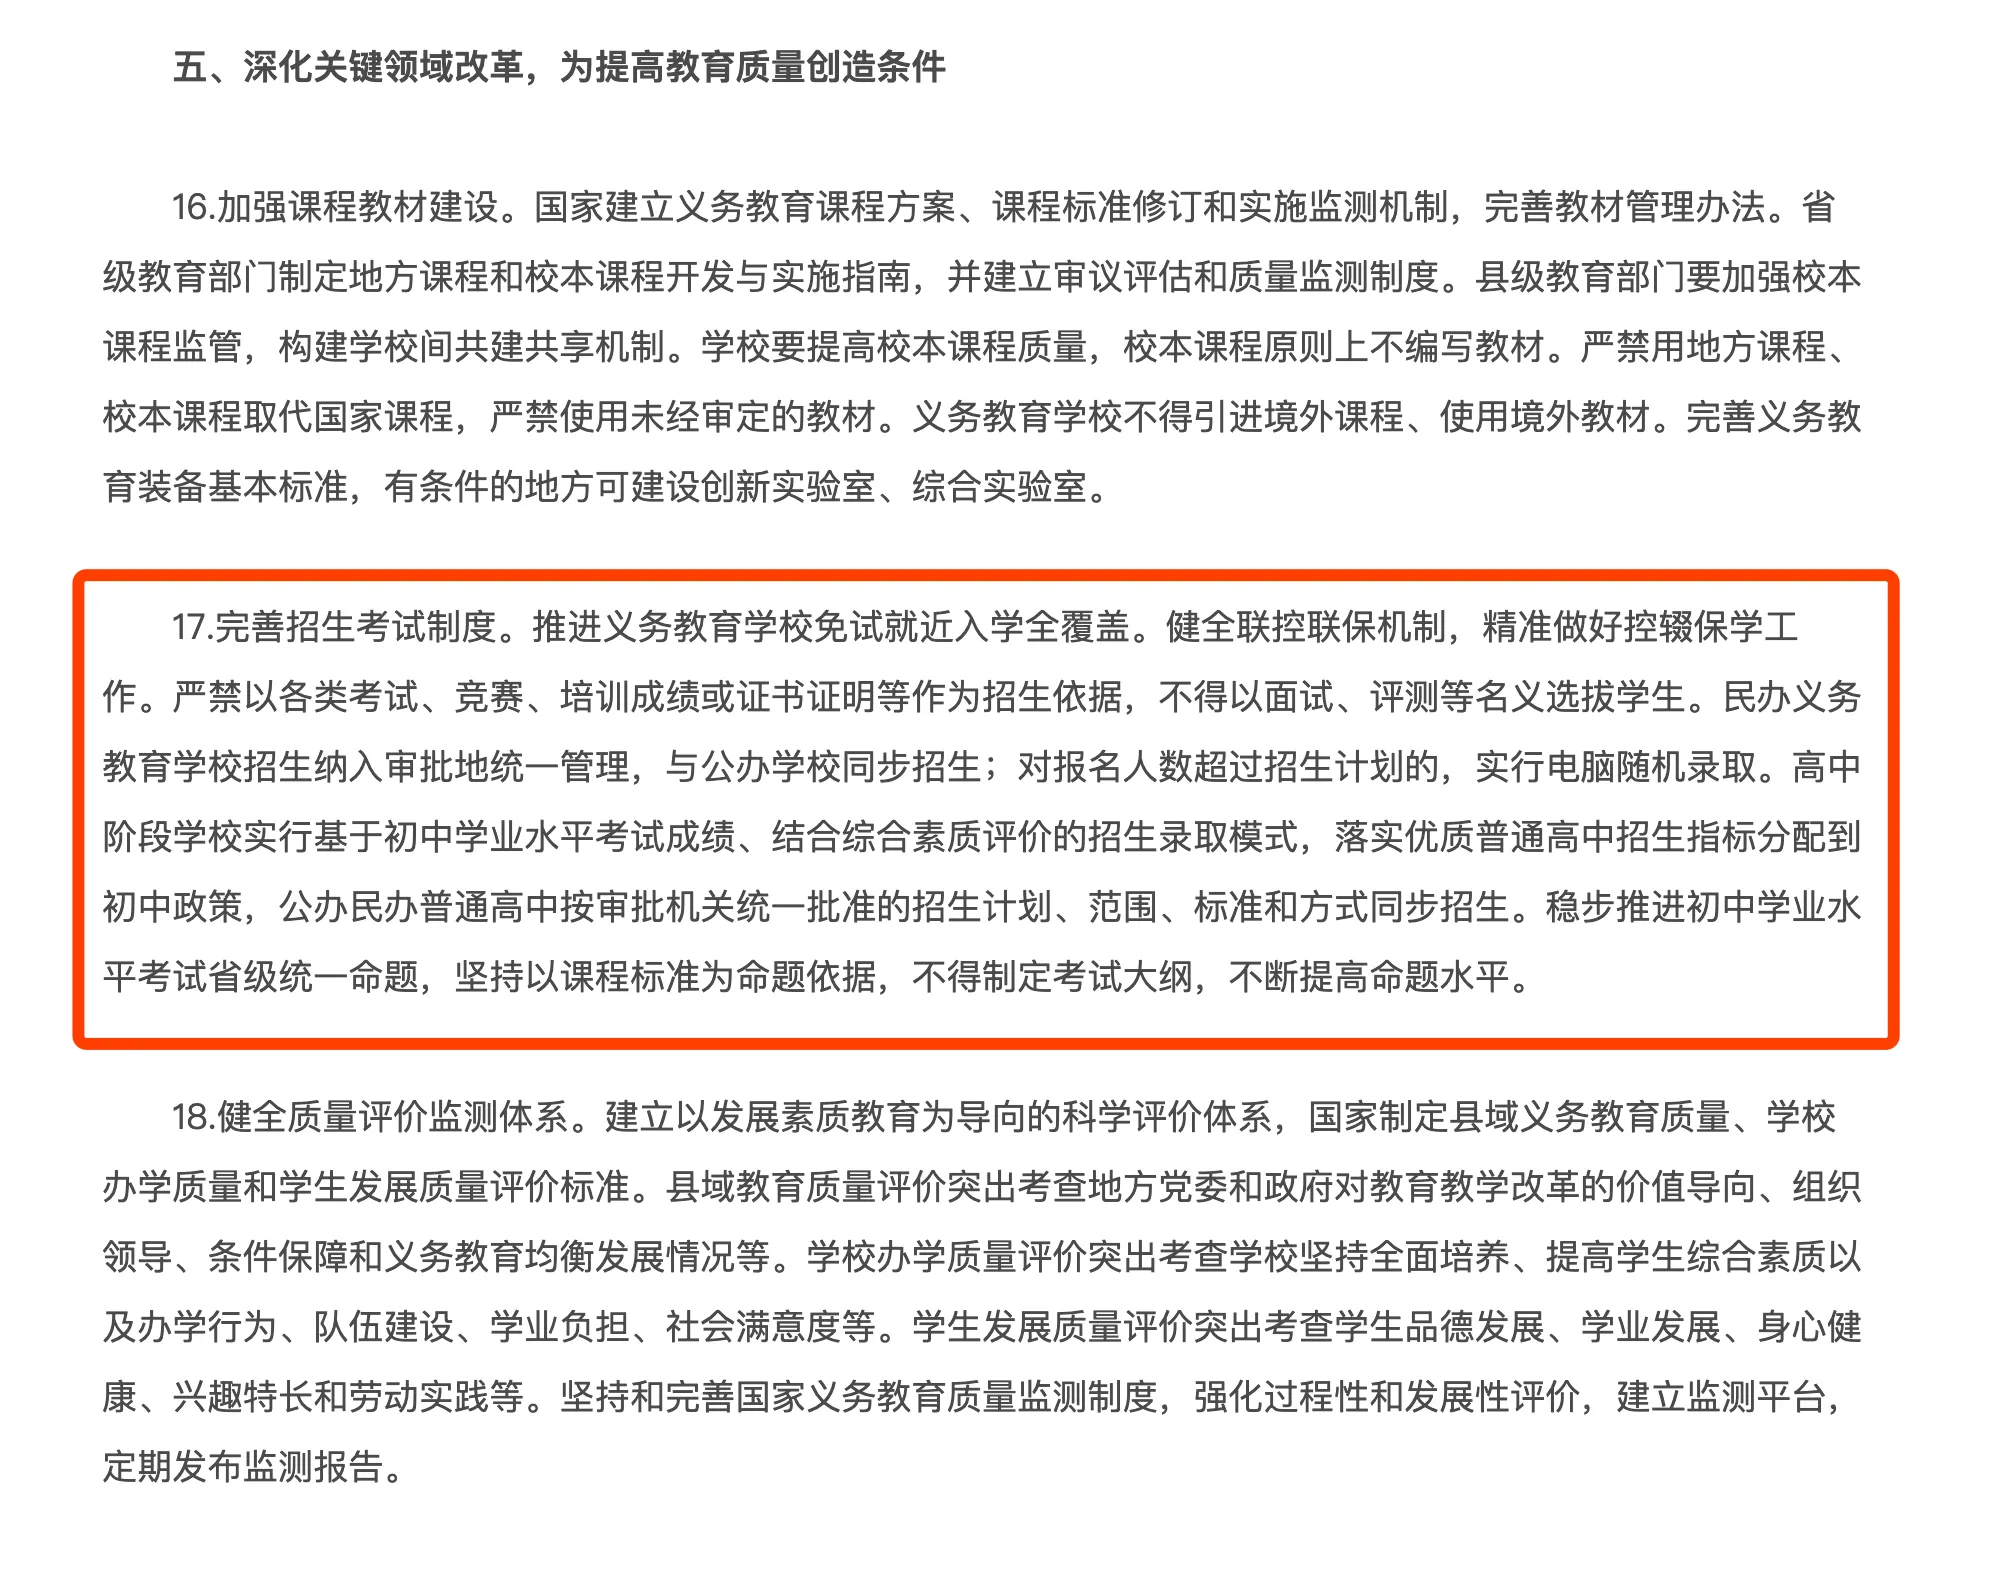 五、深化关键领域改革，为提高教育质量创造条件
16.加强课程教材建设。国家建立义务教育课程方案、课程标准修订和实施监测机制，完善教材管理办法。省
级教育部门制定地方课程和校本课程开发与实施指南，并建立审议评估和质量监测制度。县级教育部门要加强校本
课程监管，构建学校间共建共享机制。学校要提高校本课程质量，校本课程原则上不编写教材。严禁用地方课程、
校本课程取代国家课程，严禁使用未经审定的教材。义务教育学校不得引进境外课程、使用境外教材。完善义务教
育装备基本标准，有条件的地方可建设创新实验室、综合实验室。
17.完善招生考试制度。推进义务教育学校免试就近入学全覆盖。健全联控联保机制，精准做好控辍保学工
作。严禁以各类考试、竞赛、培训成绩或证书证明等作为招生依据，不得以面试、评测等名义选拔学生。民办义务
教育学校招生纳入审批地统一管理，与公办学校同步招生；对报名人数超过招生计划的，实行电脑随机录取。高中
阶段学校实行基于初中学业水平考试成绩、结合综合素质评价的招生录取模式，落实优质普通高中招生指标分配到
初中政策，公办民办普通高中按审批机关统一批准的招生计划、范围、标准和方式同步招生。稳步推进初中学业水
平考试省级统一命题，坚持以课程标准为命题依据，不得制定考试大纲，不断提高命题水平。
18.健全质量评价监测体系。建立以发展素质教育为导向的科学评价体系，国家制定县域义务教育质量、学校
办学质量和学生发展质量评价标准。县域教育质量评价突出考查地方党委和政府对教育教学改革的价值导向、组织
领导、条件保障和义务教育均衡发展情况等。学校办学质量评价突出考查学校坚持全面培养、提高学生综合素质以
及办学行为、队伍建设、学业负担、社会满意度等。学生发展质量评价突出考查学生品德发展、学业发展、身心健
康、兴趣特长和劳动实践等。坚持和完善国家义务教育质量监测制度，强化过程性和发展性评价，建立监测平台，
定期发布监测报告。